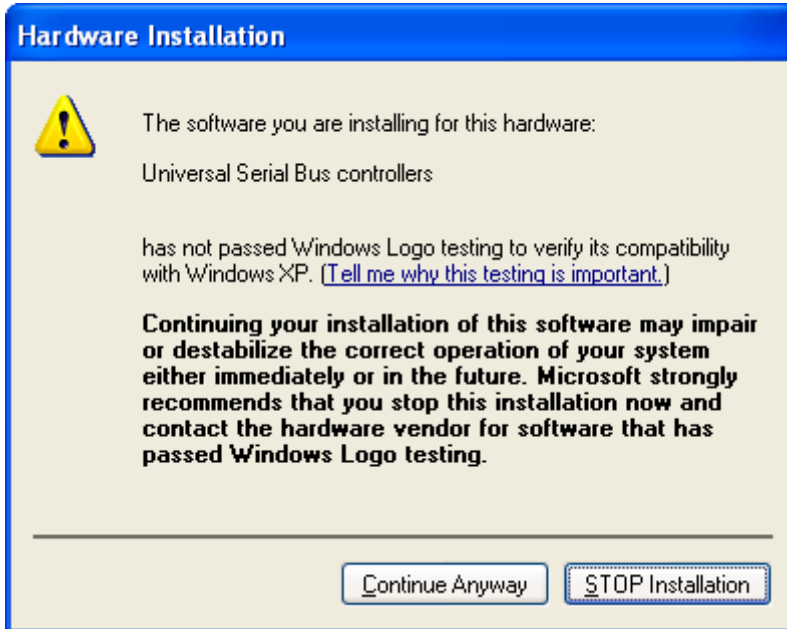 Hardware Installation
The software you are installing for this hardware:
Universal Serial Bus controllers
has not passed Windows Logo testing to verify its compatibility
with Windows XP. (Tell me why this testing is important.)
Continuing your installation of this software may impair
or destabilize the correct operation of your system
either immediately or in the future. Microsoft strongly
recommends that you stop this installation now and
contact the hardware vendor for software that has
passed Windows Logo testing.
Continue Anyway
STOP Installation